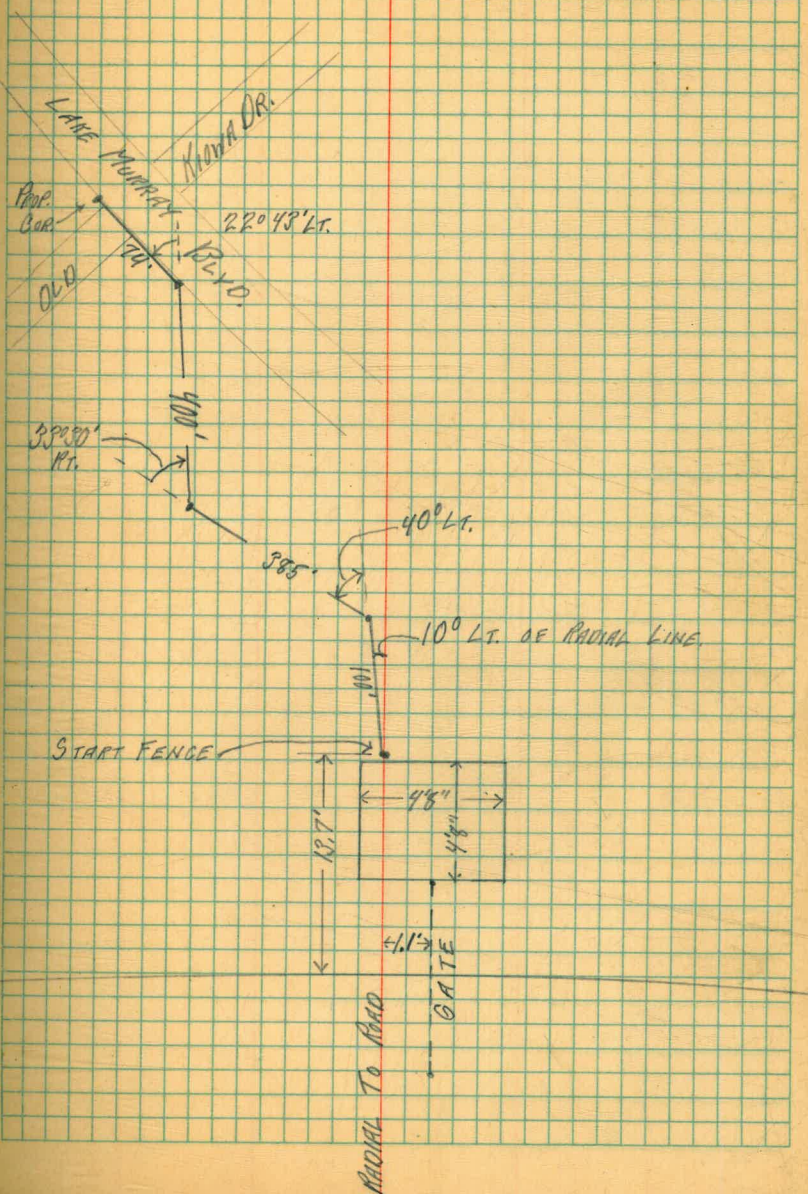 KIOWA DR.
LAKE MURRAY BLVD.
PROP.
COR.
22°43' LT.
74'
OLD
400'
33°30'
RT.
40° LT.
385'
10° LT. OF RADIAL LINE.
100'
START FENCE
4'8"
4'8"
13.7'
1.1'
GATE
RADIAL TO ROAD